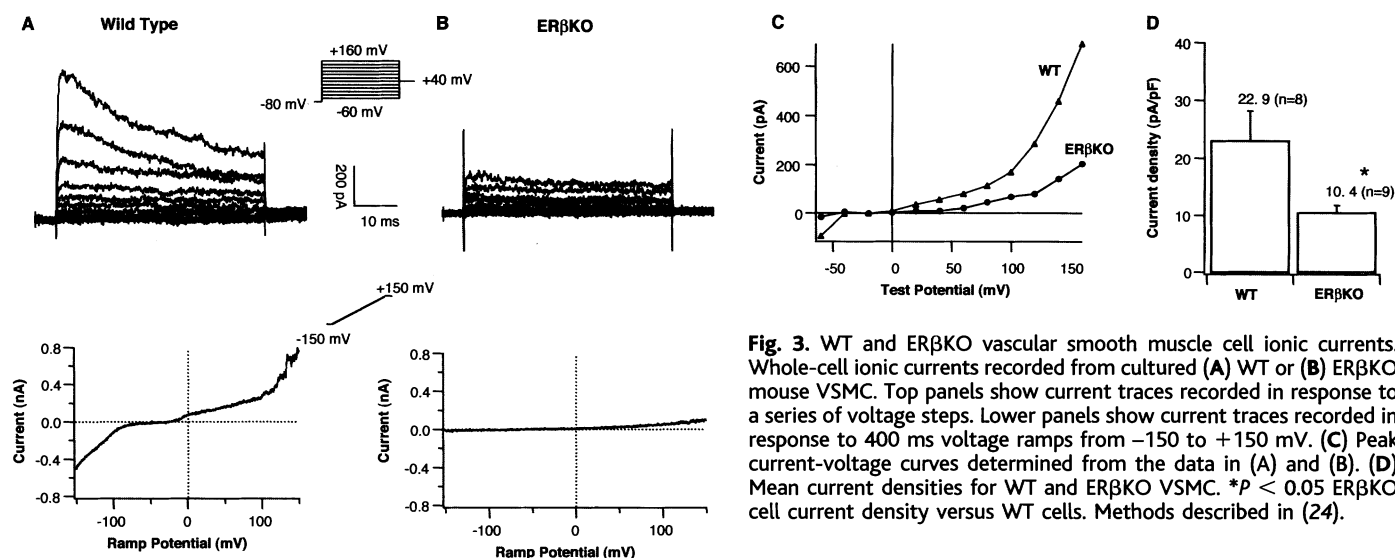 A
Wild Type
B
ERβKO
+160 mV
+40 mV
-80 mV
-60 mV
200 pA
10 ms
C
600
400
200
0
Current (pA)
WT
ERβKO
-50
0
50
100
150
Test Potential (mV)
D
40
30
20
10
0
Current density (pA/pF)
22. 9 (n=8)
*
10. 4 (n=9)
WT
ERβKO
+150 mV
-150 mV
0.8
0.4
0.0
-0.4
-0.8
Current (nA)
-100
0
100
Ramp Potential (mV)
0.8
0.4
0.0
-0.4
-0.8
Current (nA)
-100
0
100
Ramp Potential (mV)
Fig. 3. WT and ERβKO vascular smooth muscle cell ionic currents.
Whole-cell ionic currents recorded from cultured (A) WT or (B) ERβKO
mouse VSMC. Top panels show current traces recorded in response to
a series of voltage steps. Lower panels show current traces recorded in
response to 400 ms voltage ramps from –150 to +150 mV. (C) Peak
current-voltage curves determined from the data in (A) and (B). (D)
Mean current densities for WT and ERβKO VSMC. *P < 0.05 ERβKO
cell current density versus WT cells. Methods described in (24).